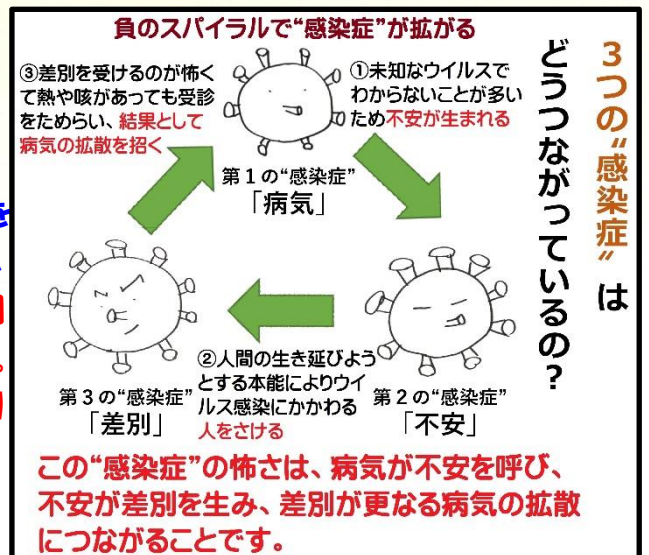 3つの“感染症”は
どうつながっているの？
負のスパイラルで“感染症”が拡がる
①未知なウイルスで
わからないことが多い
ため不安が生まれる
③差別を受けるのが怖く
て熱や咳があっても受診
をためらい、結果として
病気の拡散を招く
第1の“感染症”
「病気」
②人間の生き延びよう
とする本能によりウイ
ルス感染にかかわる
人をさける
第2の“感染症”
「不安」
第3の“感染症”
「差別」
この“感染症”の怖さは、病気が不安を呼び、
不安が差別を生み、差別が更なる病気の拡散
につながることです。
を